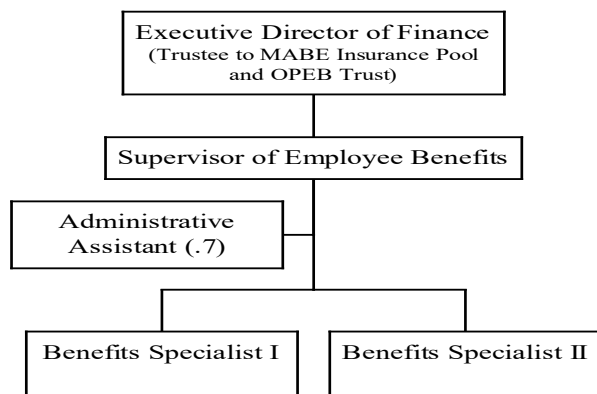 Executive Director of Finance
(Trustee to MABE Insurance Pool
and OPEB Trust)
Supervisor of Employee Benefits
Administrative
Assistant (.7)
Benefits Specialist I
Benefits Specialist II